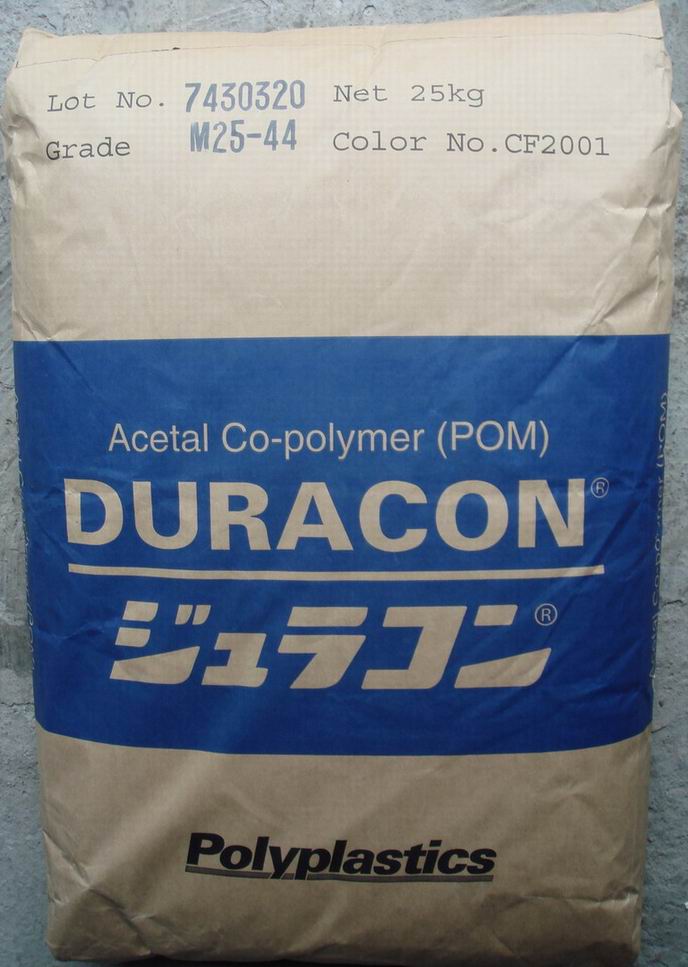 Lot No. 7430320 Net 25kg
Grade M25-44 Color No.CF2001
Acetal Co-polymer (POM)
DURACON®
ジュラコン®
Polyplastics